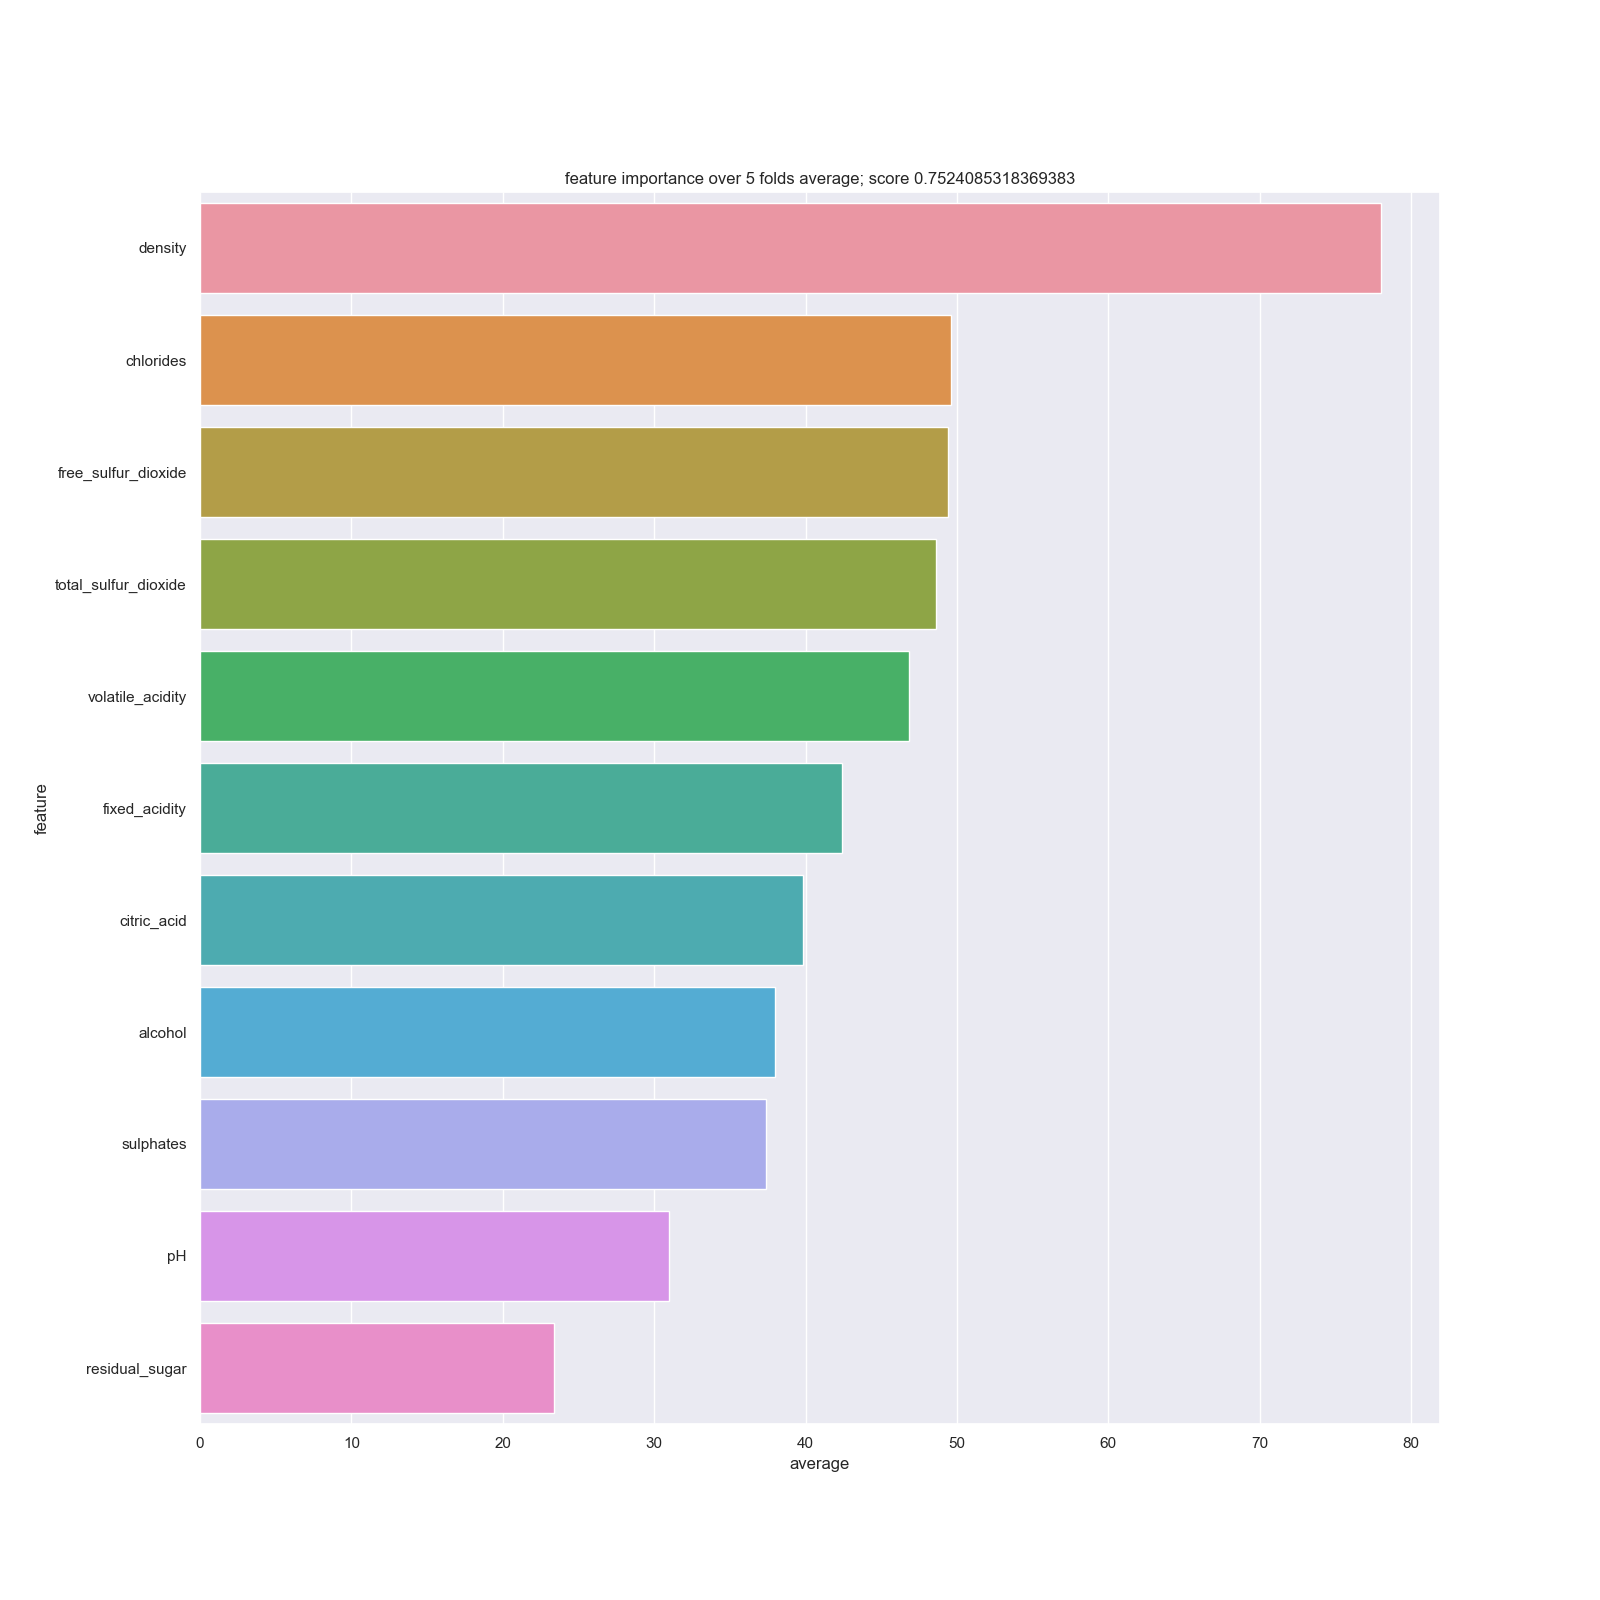 feature importance over 5 folds average; score 0.7524085318369383
density
chlorides
free_sulfur_dioxide
total_sulfur_dioxide
volatile_acidity
fixed_acidity
citric_acid
alcohol
sulphates
pH
residual_sugar
feature
0 10 20 30 40 50 60 70 80
average